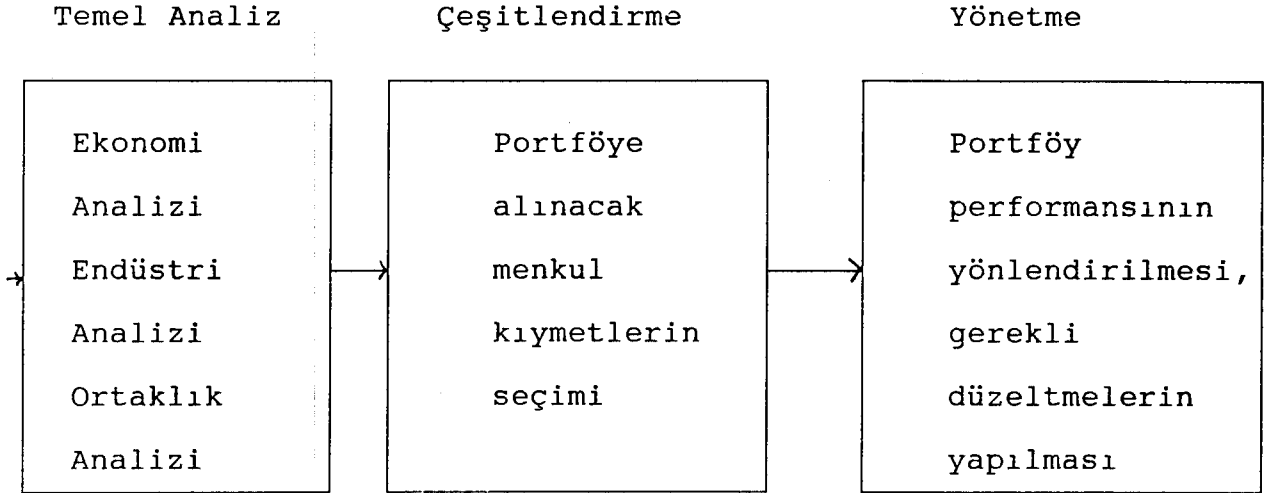 Temel Analiz
Ekonomi
Analizi
Endüstri
Analizi
Ortaklık
Analizi
Çeşitlendirme
Portföye
alınacak
menkul
kıymetlerin
seçimi
Yönetme
Portföy
performansının
yönlendirilmesi,
gerekli
düzeltmelerin
yapılması